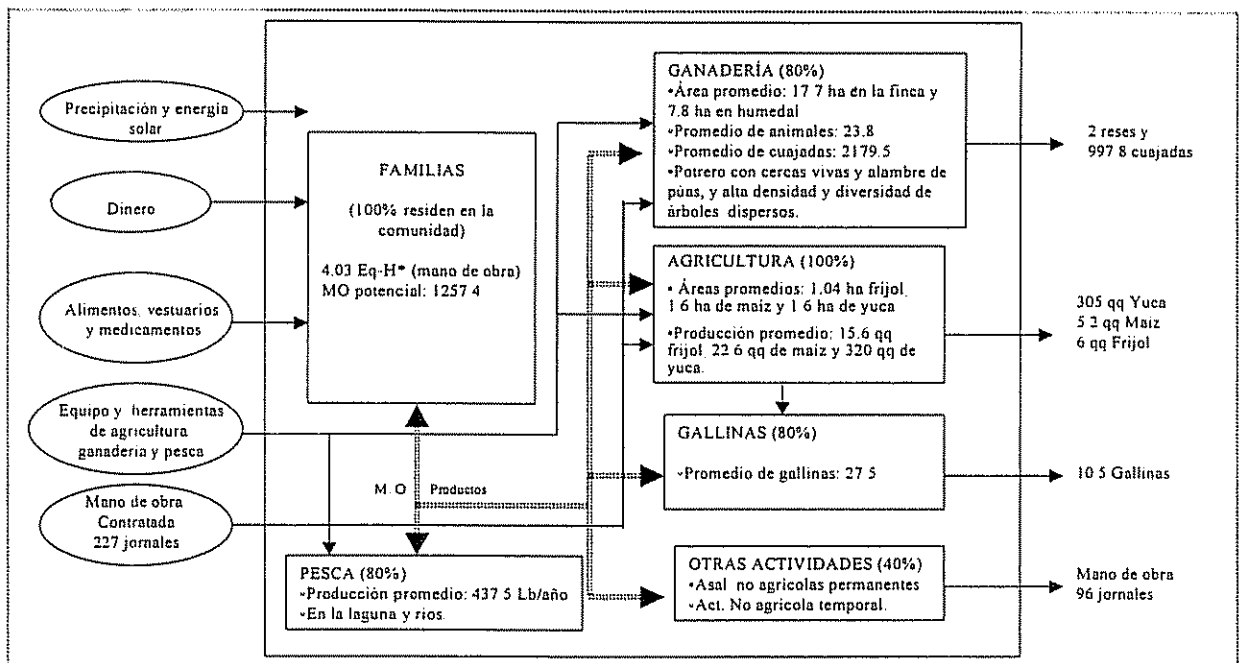 Precipitación y energía
solar
Dinero
Alimentos, vestuarios
y medicamentos
Equipo y herramientas
de agricultura
ganadería y pesca
Mano de obra
Contratada
227 jornales
FAMILIAS
(100% residen en la
comunidad)
4.03 Eq-H* (mano de obra)
MO potencial: 1257 4
M. O Productos
PESCA (80%)
-Producción promedio: 437 5 Lb/año
-En la laguna y rios.
GANADERÍA (80%)
•Área promedio: 17 7 ha en la finca y
7.8 ha en humedal
-Promedio de animales: 23.8
-Promedio de cuajadas: 2179.5
•Potrero con cercas vivas y alambre de
púas, y alta densidad y diversidad de
árboles dispersos.
AGRICULTURA (100%)
• Áreas promedios: 1.04 ha fríjol,
1 6 ha de maíz y 1 6 ha de yuca
•Producción promedio: 15.6 qq
frijol, 22 6 qq de maíz y 320 qq de
yuca.
GALLINAS (80%)
-Promedio de gallinas: 27 5
OTRAS ACTIVIDADES (40%)
•Asal no agrícolas permanentes
-Act. No agrícola temporal.
2 reses y
997 8 cuajadas
305 qq Yuca
5 2 qq Maíz
6 qq Frijol
10 5 Gallinas
Mano de obra
96 jornales